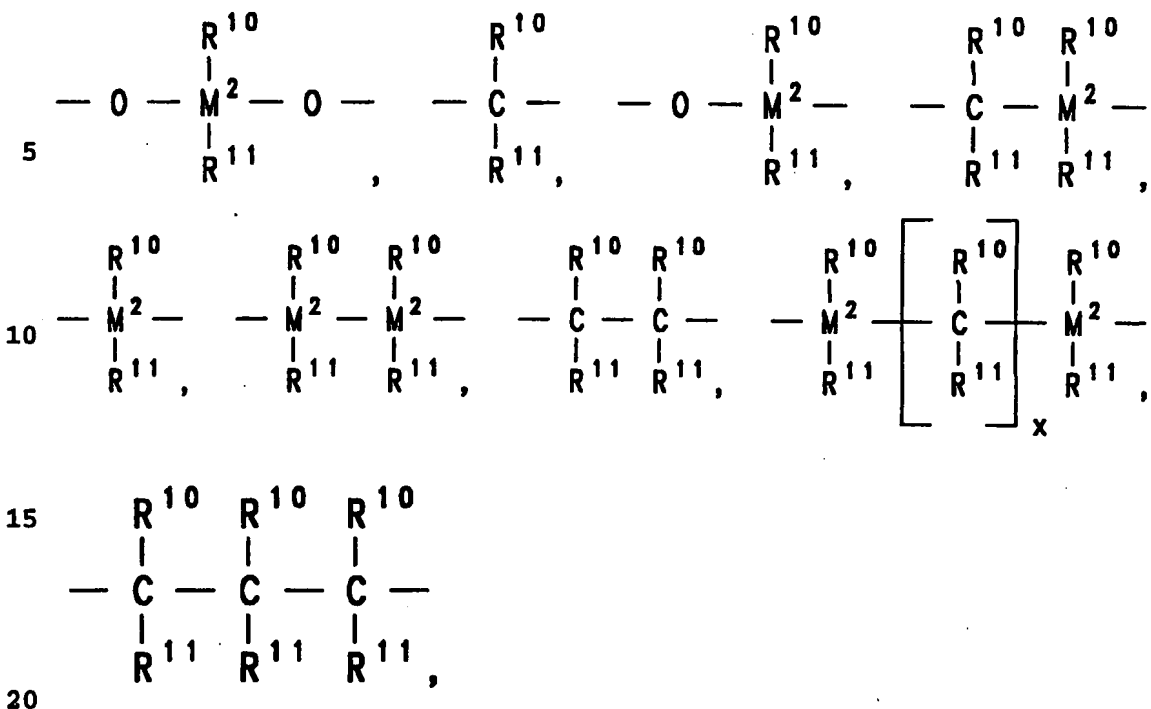 R¹⁰ R¹⁰ R¹⁰ R¹⁰ R¹⁰
— O — M² — O — — C — — O — M² — — C — M² —
5
R¹¹ , R¹¹ , R¹¹ , R¹¹ R¹¹ ,
R¹⁰ R¹⁰ R¹⁰ R¹⁰ R¹⁰ R¹⁰ R¹⁰ R¹⁰
10 — M² — — M² — M² — — C — C — — M² — [ C ] — M² —
R¹¹ , R¹¹ R¹¹ , R¹¹ R¹¹ , R¹¹ R¹¹ R¹¹ ,
x
15 R¹⁰ R¹⁰ R¹⁰
— C — C — C —
R¹¹ R¹¹ R¹¹ ,
20